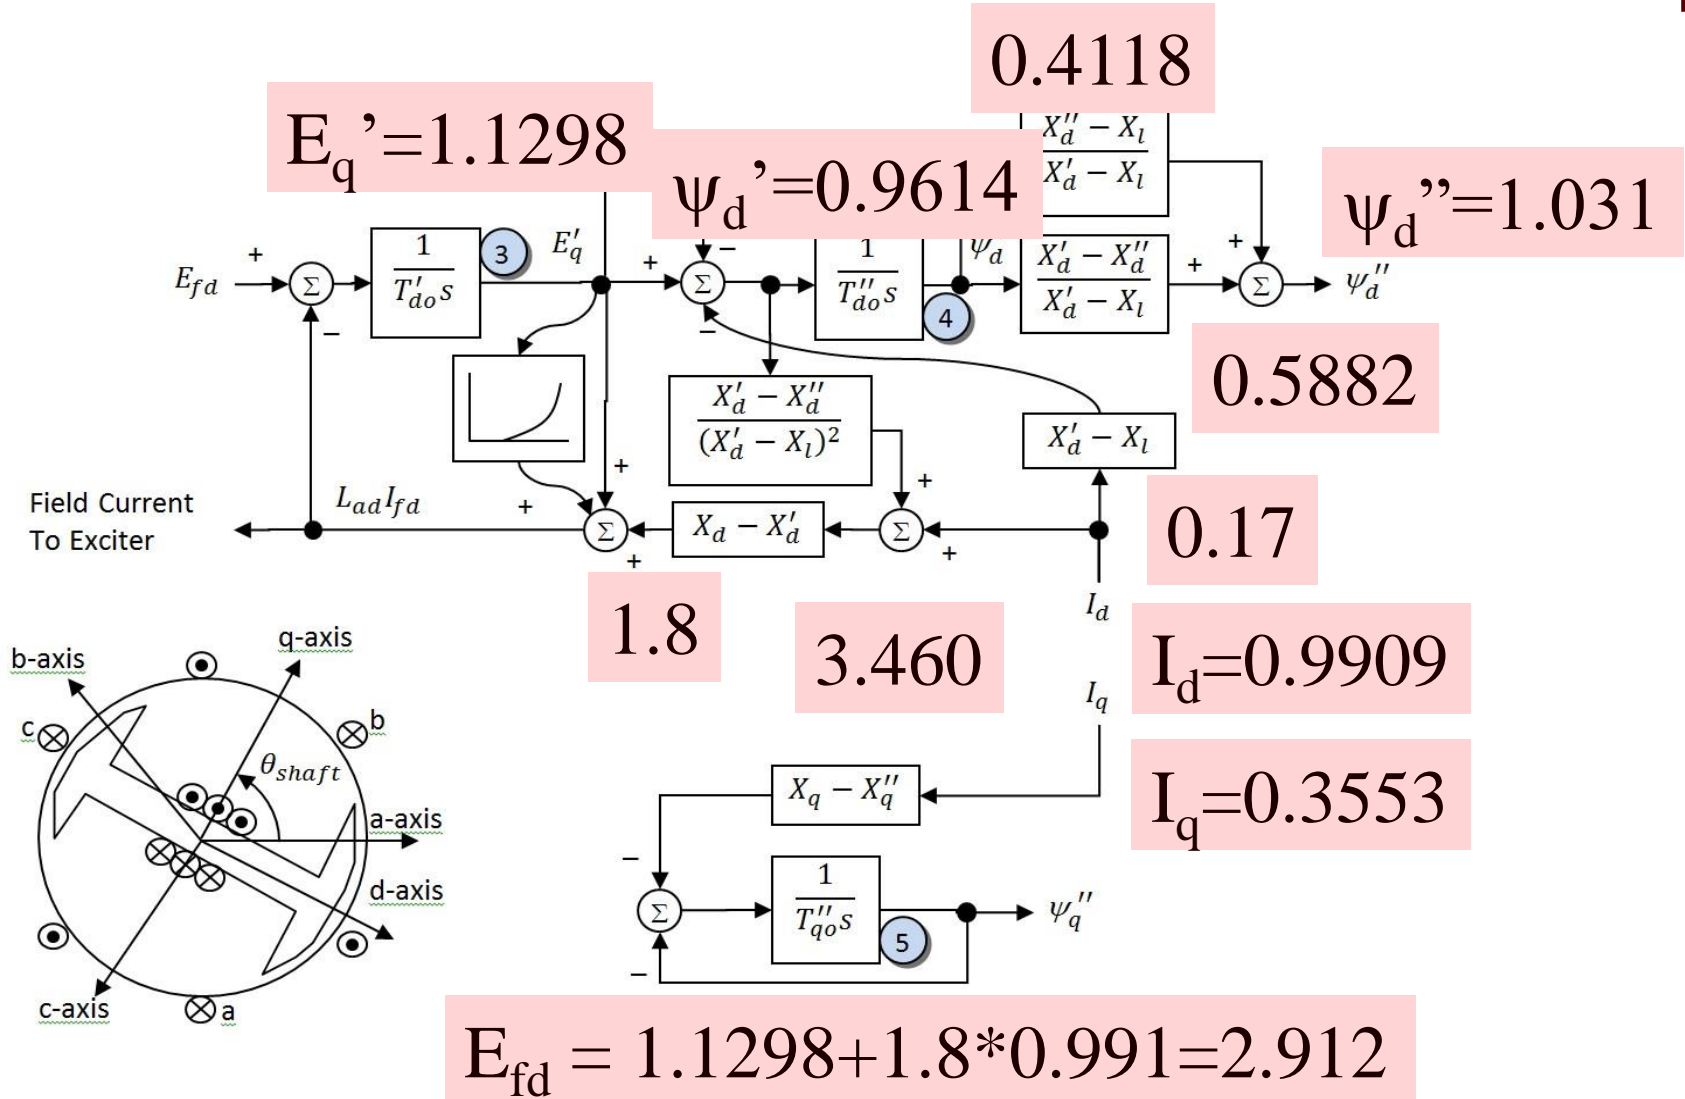 0.4118
E_q’=1.1298
ψ_d’=0.9614
X″_d − X_l
X′_d − X_l
ψ_d”=1.031
E_fd
+
Σ
−
1
T′_do s
3
E′_q
+
−
Σ
−
1
T″_do s
4
ψ′_d
X′_d − X″_d
X′_d − X_l
+
+
Σ
ψ″_d
0.5882
X′_d − X″_d
(X′_d − X_l)²
X′_d − X_l
0.17
Field Current
To Exciter
L_ad I_fd
+
+
Σ
+
X_d − X′_d
+
Σ
+
I_d
1.8
3.460
I_d=0.9909
I_q
I_q=0.3553
X_q − X″_q
−
Σ
−
1
T″_qo s
5
ψ″_q
b-axis
q-axis
c
b
θ_shaft
a-axis
d-axis
c-axis
a
E_fd = 1.1298+1.8*0.991=2.912